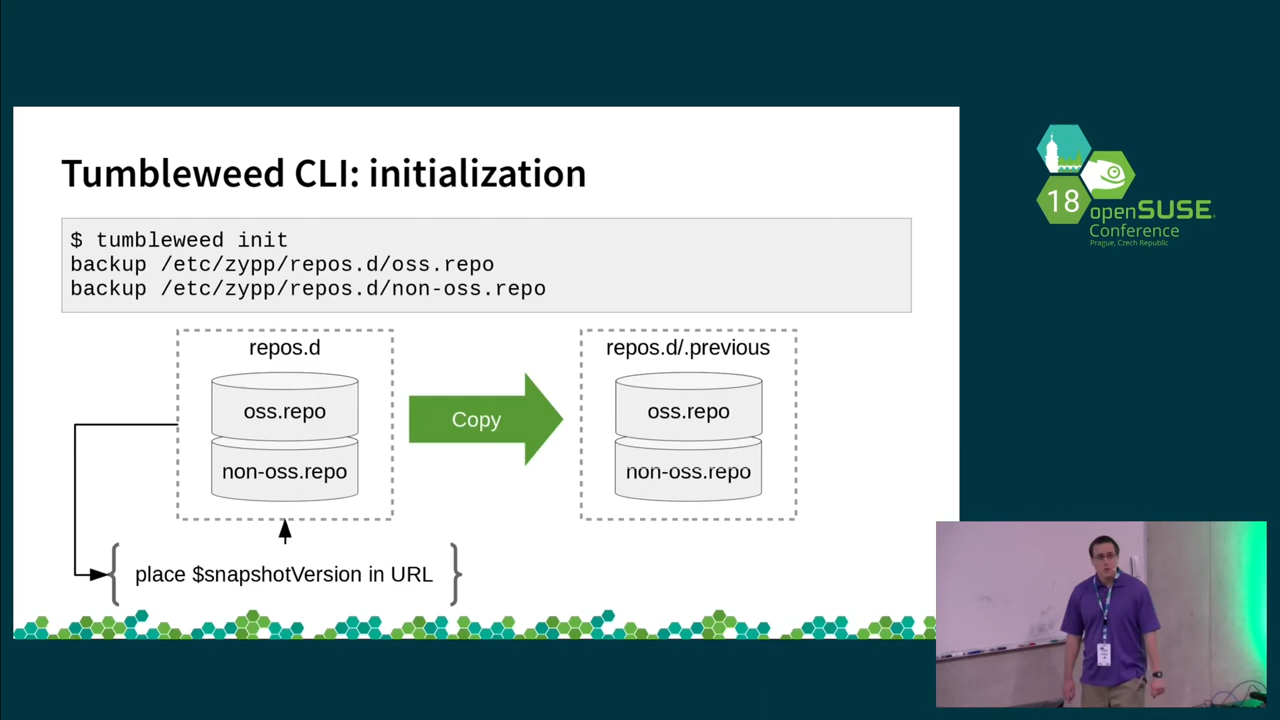 Tumbleweed CLI: initialization
$ tumbleweed init
backup /etc/zypp/repos.d/oss.repo
backup /etc/zypp/repos.d/non-oss.repo
repos.d
oss.repo
non-oss.repo
Copy
repos.d/.previous
oss.repo
non-oss.repo
place $snapshotVersion in URL
18
openSUSE
Conference
Prague, Czech Republic